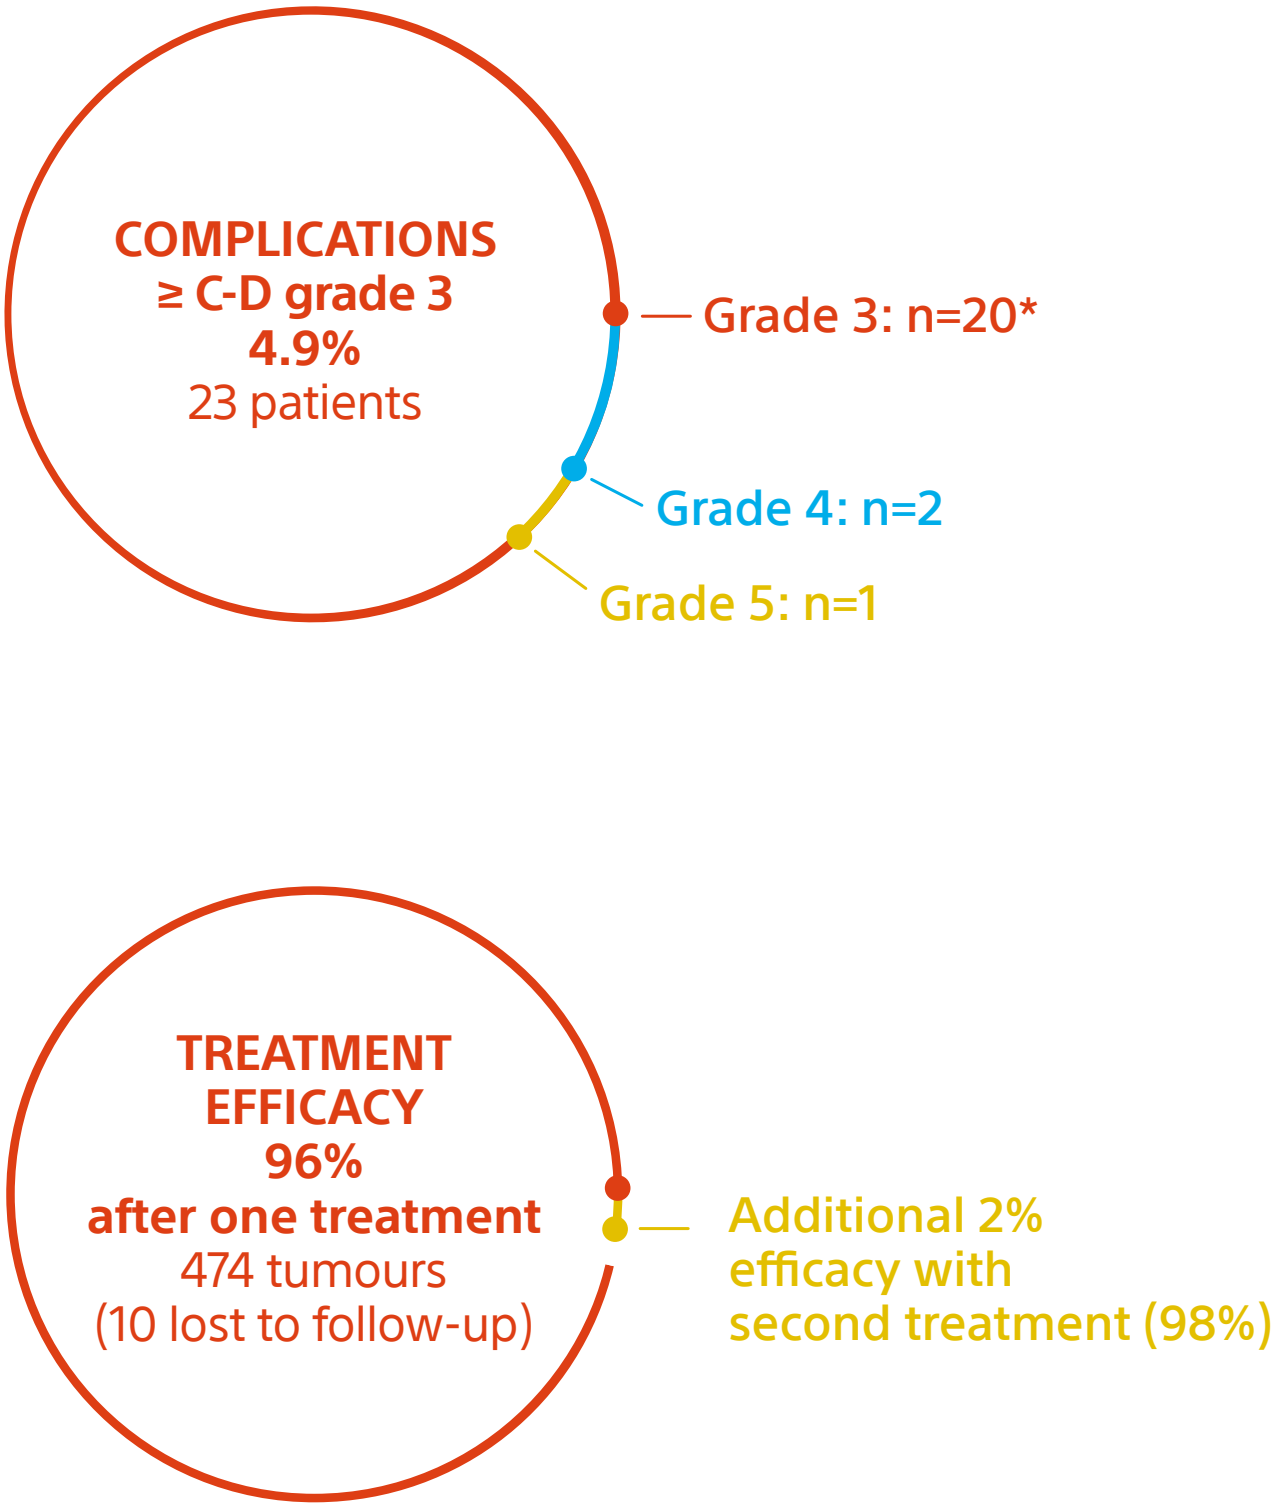 COMPLICATIONS
≥ C-D grade 3
4.9%
23 patients
Grade 3: n=20*
Grade 4: n=2
Grade 5: n=1
TREATMENT
EFFICACY
96%
after one treatment
474 tumours
(10 lost to follow-up)
Additional 2%
efficacy with
second treatment (98%)